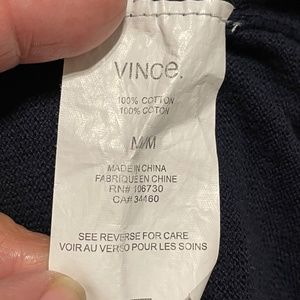 VINCE.
100% COTTON
100% COTON
M/M
MADE IN CHINA
FABRIQUE EN CHINE
RN# 106730
CA# 34460
SEE REVERSE FOR CARE
VOIR AU VERSO POUR LES SOINS